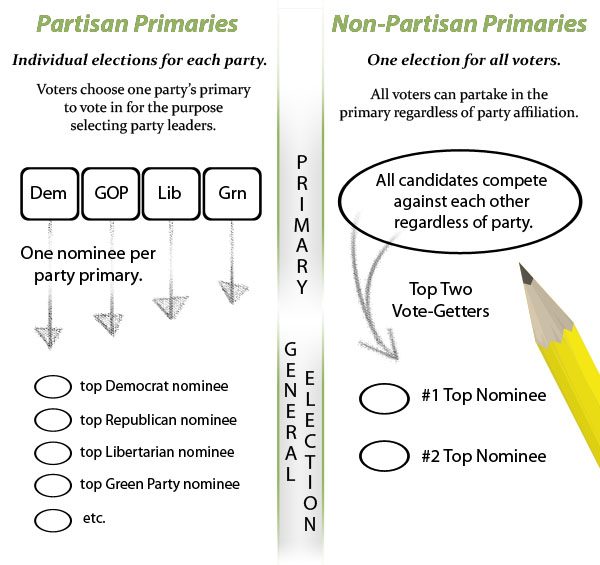 Partisan Primaries
Individual elections for each party.
Voters choose one party's primary
to vote in for the purpose
selecting party leaders.
Dem
GOP
Lib
Grn
One nominee per
party primary.
top Democrat nominee
top Republican nominee
top Libertarian nominee
top Green Party nominee
etc.
PRIMARY
GENERAL
ELECTION
Non-Partisan Primaries
One election for all voters.
All voters can partake in the
primary regardless of party affiliation.
All candidates compete
against each other
regardless of party.
Top Two
Vote-Getters
#1 Top Nominee
#2 Top Nominee